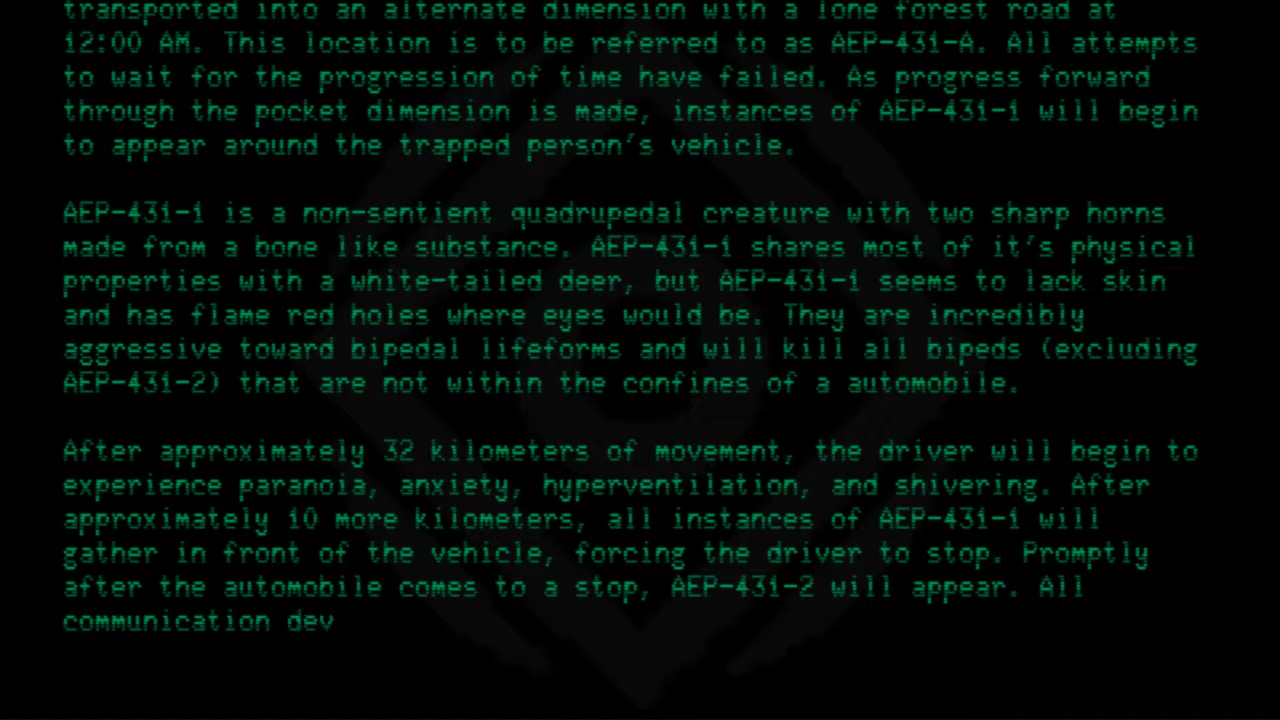 transported into an alternate dimension with a lone forest road at
12:00 AM. This location is to be referred to as AEP-431-A. All attempts
to wait for the progression of time have failed. As progress forward
through the pocket dimension is made, instances of AEP-431-1 will begin
to appear around the trapped person's vehicle.
AEP-431-1 is a non-sentient quadrupedal creature with two sharp horns
made from a bone like substance. AEP-431-1 shares most of it's physical
properties with a white-tailed deer, but AEP-431-1 seems to lack skin
and has flame red holes where eyes would be. They are incredibly
aggressive toward bipedal lifeforms and will kill all bipeds (excluding
AEP-431-2) that are not within the confines of a automobile.
After approximately 32 kilometers of movement, the driver will begin to
experience paranoia, anxiety, hyperventilation, and shivering. After
approximately 10 more kilometers, all instances of AEP-431-1 will
gather in front of the vehicle, forcing the driver to stop. Promptly
after the automobile comes to a stop, AEP-431-2 will appear. All
communication dev